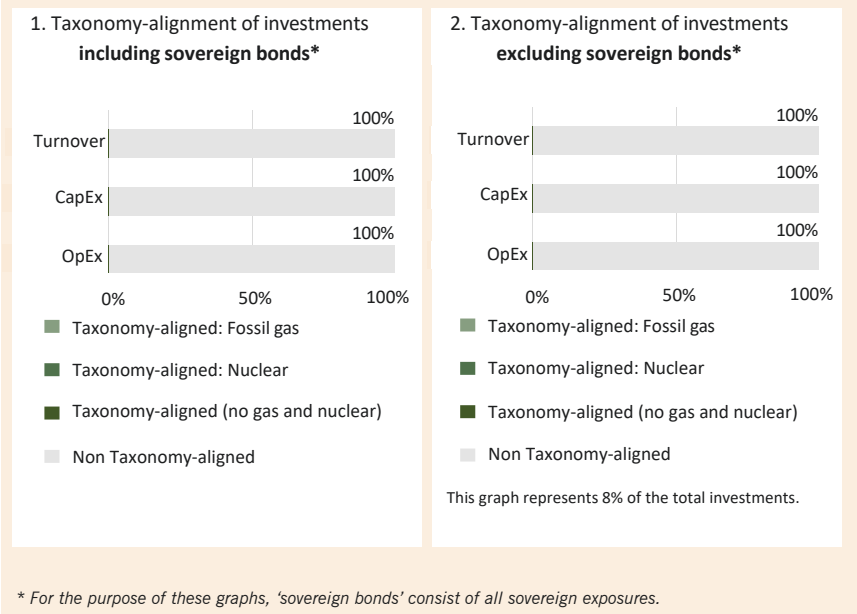 1. Taxonomy-alignment of investments
including sovereign bonds*
100%
Turnover
100%
CapEx
100%
OpEx
0% 50% 100%
Taxonomy-aligned: Fossil gas
Taxonomy-aligned: Nuclear
Taxonomy-aligned (no gas and nuclear)
Non Taxonomy-aligned
2. Taxonomy-alignment of investments
excluding sovereign bonds*
100%
Turnover
100%
CapEx
100%
OpEx
0% 50% 100%
Taxonomy-aligned: Fossil gas
Taxonomy-aligned: Nuclear
Taxonomy-aligned (no gas and nuclear)
Non Taxonomy-aligned
This graph represents 8% of the total investments.
* For the purpose of these graphs, ‘sovereign bonds’ consist of all sovereign exposures.